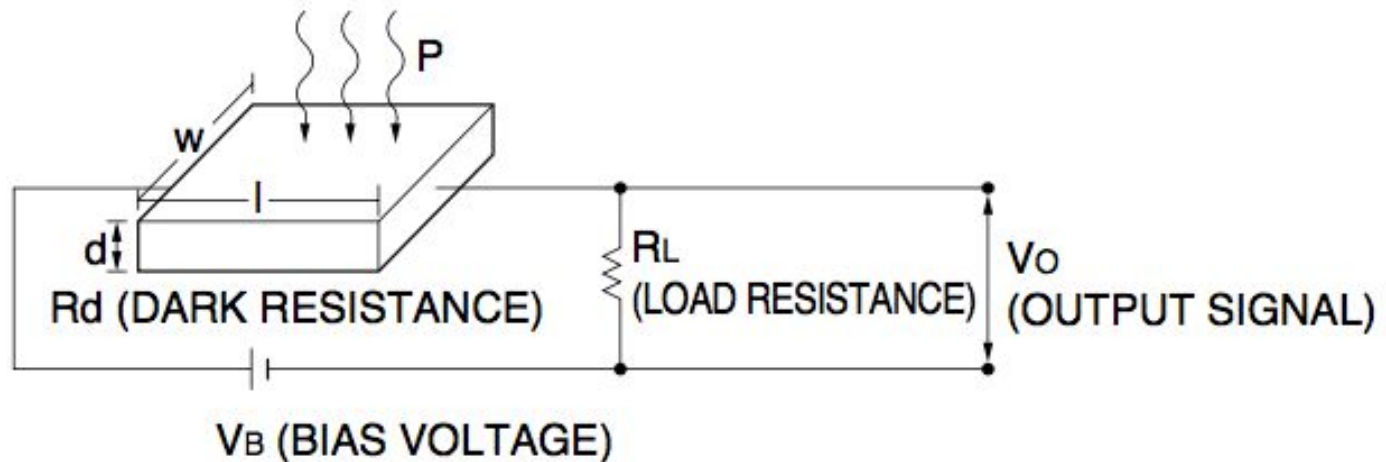 P
w
l
d
RL
(LOAD RESISTANCE)
VO
(OUTPUT SIGNAL)
Rd (DARK RESISTANCE)
VB (BIAS VOLTAGE)